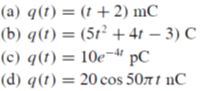 (a) q(t) = (t + 2) mC
(b) q(t) = (5t² + 4t − 3) C
(c) q(t) = 10e⁻⁴ᵗ pC
(d) q(t) = 20 cos 50πt nC